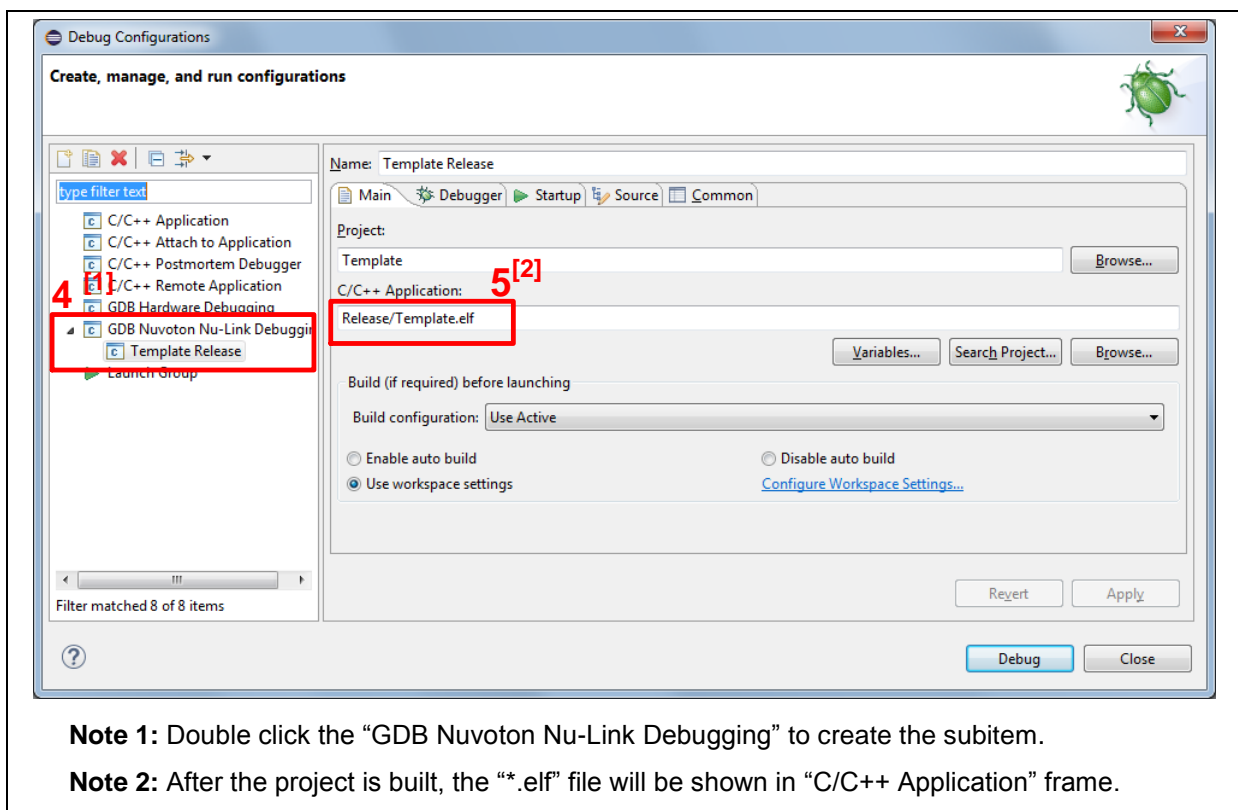 Debug Configurations
Create, manage, and run configurations
type filter text
C/C++ Application
C/C++ Attach to Application
C/C++ Postmortem Debugger
C/C++ Remote Application
GDB Hardware Debugging
GDB Nuvoton Nu-Link Debuggin
Template Release
Launch Group
4 [1]
Filter matched 8 of 8 items
Name: Template Release
Main Debugger Startup Source Common
Project:
Template Browse...
5[2]
C/C++ Application:
Release/Template.elf
Variables... Search Project... Browse...
Build (if required) before launching
Build configuration: Use Active
Enable auto build Disable auto build
Use workspace settings Configure Workspace Settings...
Revert Apply
? Debug Close
Note 1: Double click the “GDB Nuvoton Nu-Link Debugging” to create the subitem.
Note 2: After the project is built, the “*.elf” file will be shown in “C/C++ Application” frame.